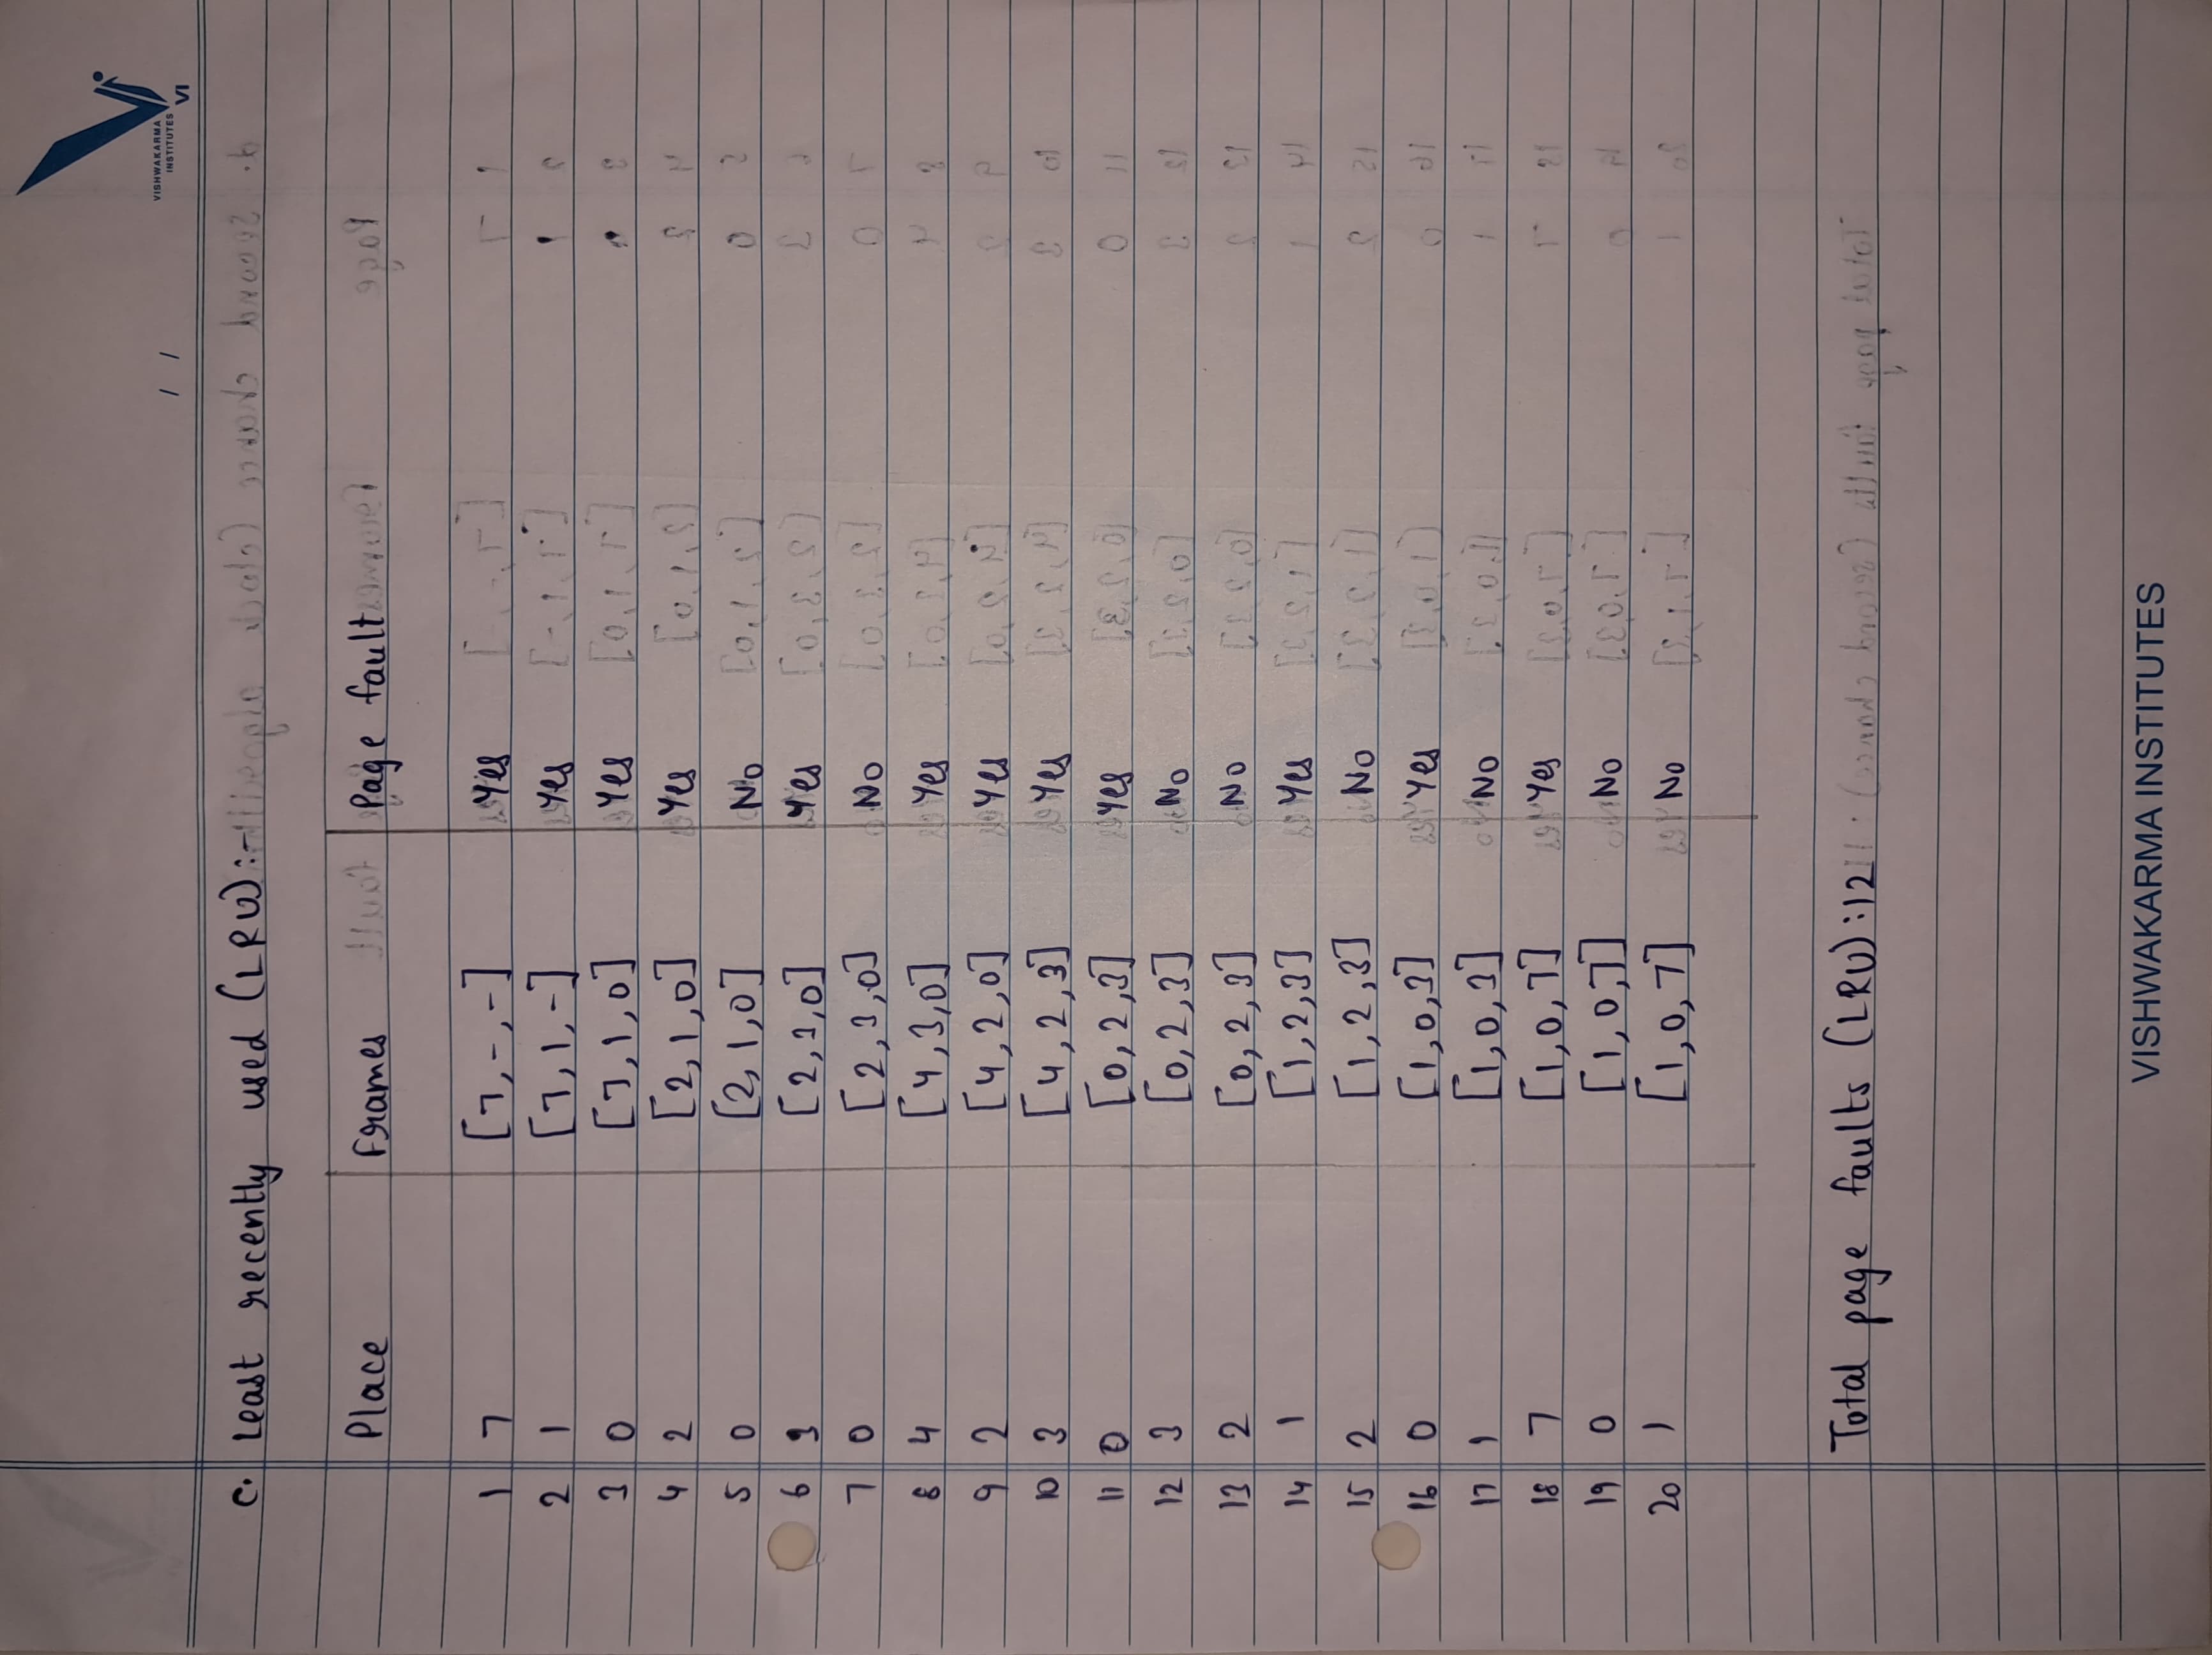 VISHWAKARMA
INSTITUTES
VI
/ /
c. Least recently used (LRU):-
Place Frames Page fault
1 7 [7,-,-] Yes
2 1 [7,1,-] Yes
3 0 [7,1,0] Yes
4 2 [2,1,0] Yes
5 0 [2,1,0] No
6 3 [2,3,0] Yes
7 0 [2,3,0] No
8 4 [4,3,0] Yes
9 2 [4,2,0] Yes
10 3 [4,2,3] Yes
11 0 [0,2,3] Yes
12 3 [0,2,3] No
13 2 [0,2,3] No
14 1 [1,2,3] Yes
15 2 [1,2,3] No
16 0 [1,0,3] Yes
17 1 [1,0,3] No
18 7 [1,0,7] Yes
19 0 [1,0,7] No
20 1 [1,0,7] No
Total page faults (LRU):12
VISHWAKARMA INSTITUTES